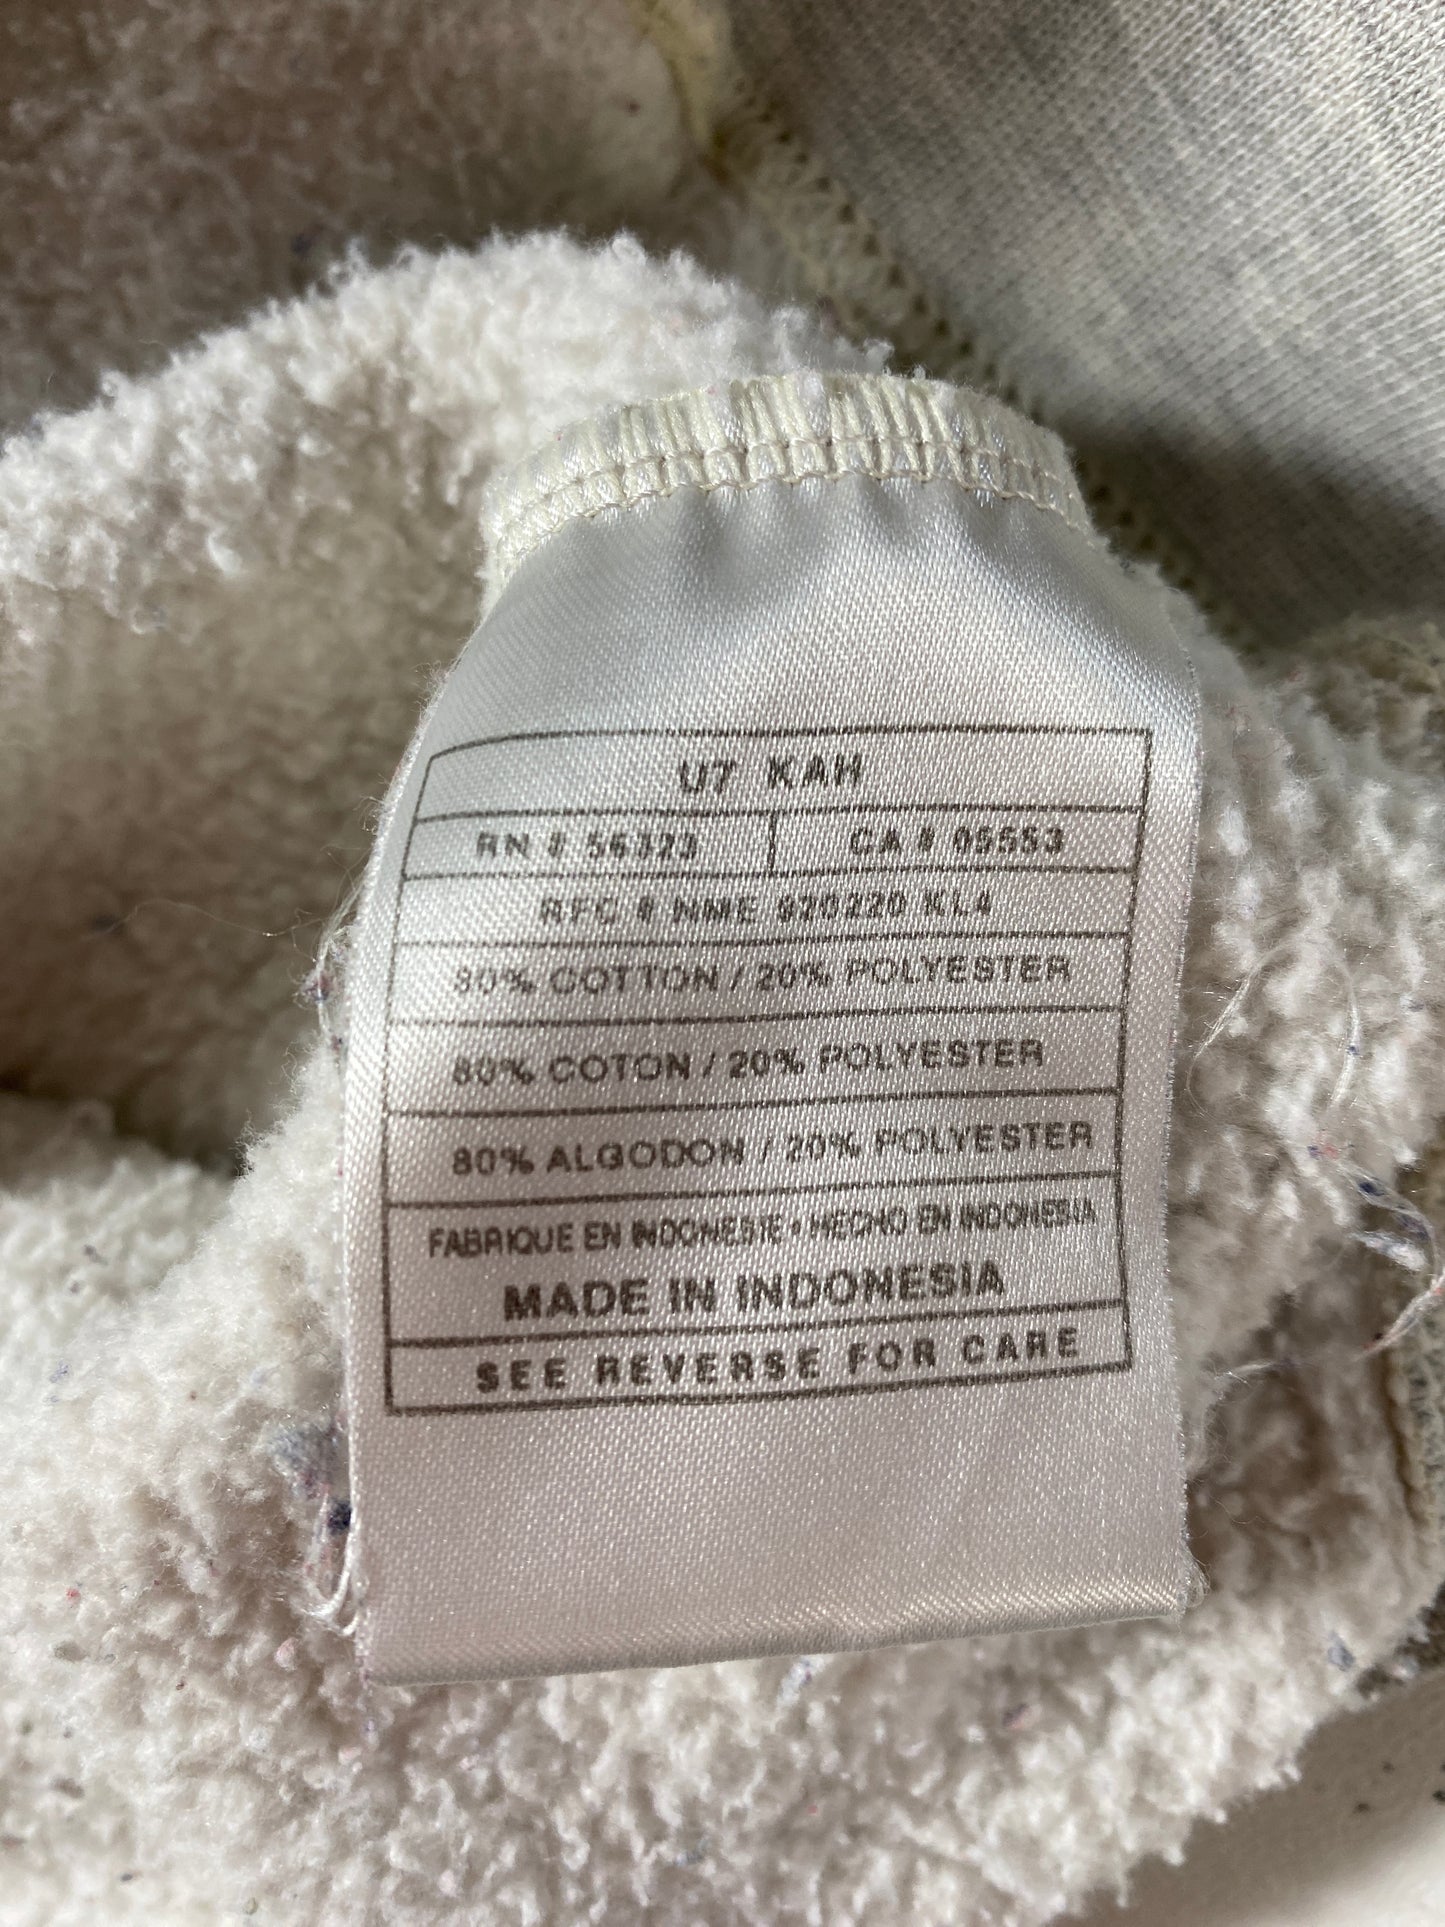 U7 KAH
RN # 56323
CA # 05553
RFC # NME 920220 KL4
80% COTTON / 20% POLYESTER
80% COTON / 20% POLYESTER
80% ALGODON / 20% POLYESTER
FABRIQUE EN INDONESIE • HECHO EN INDONESIA
MADE IN INDONESIA
SEE REVERSE FOR CARE